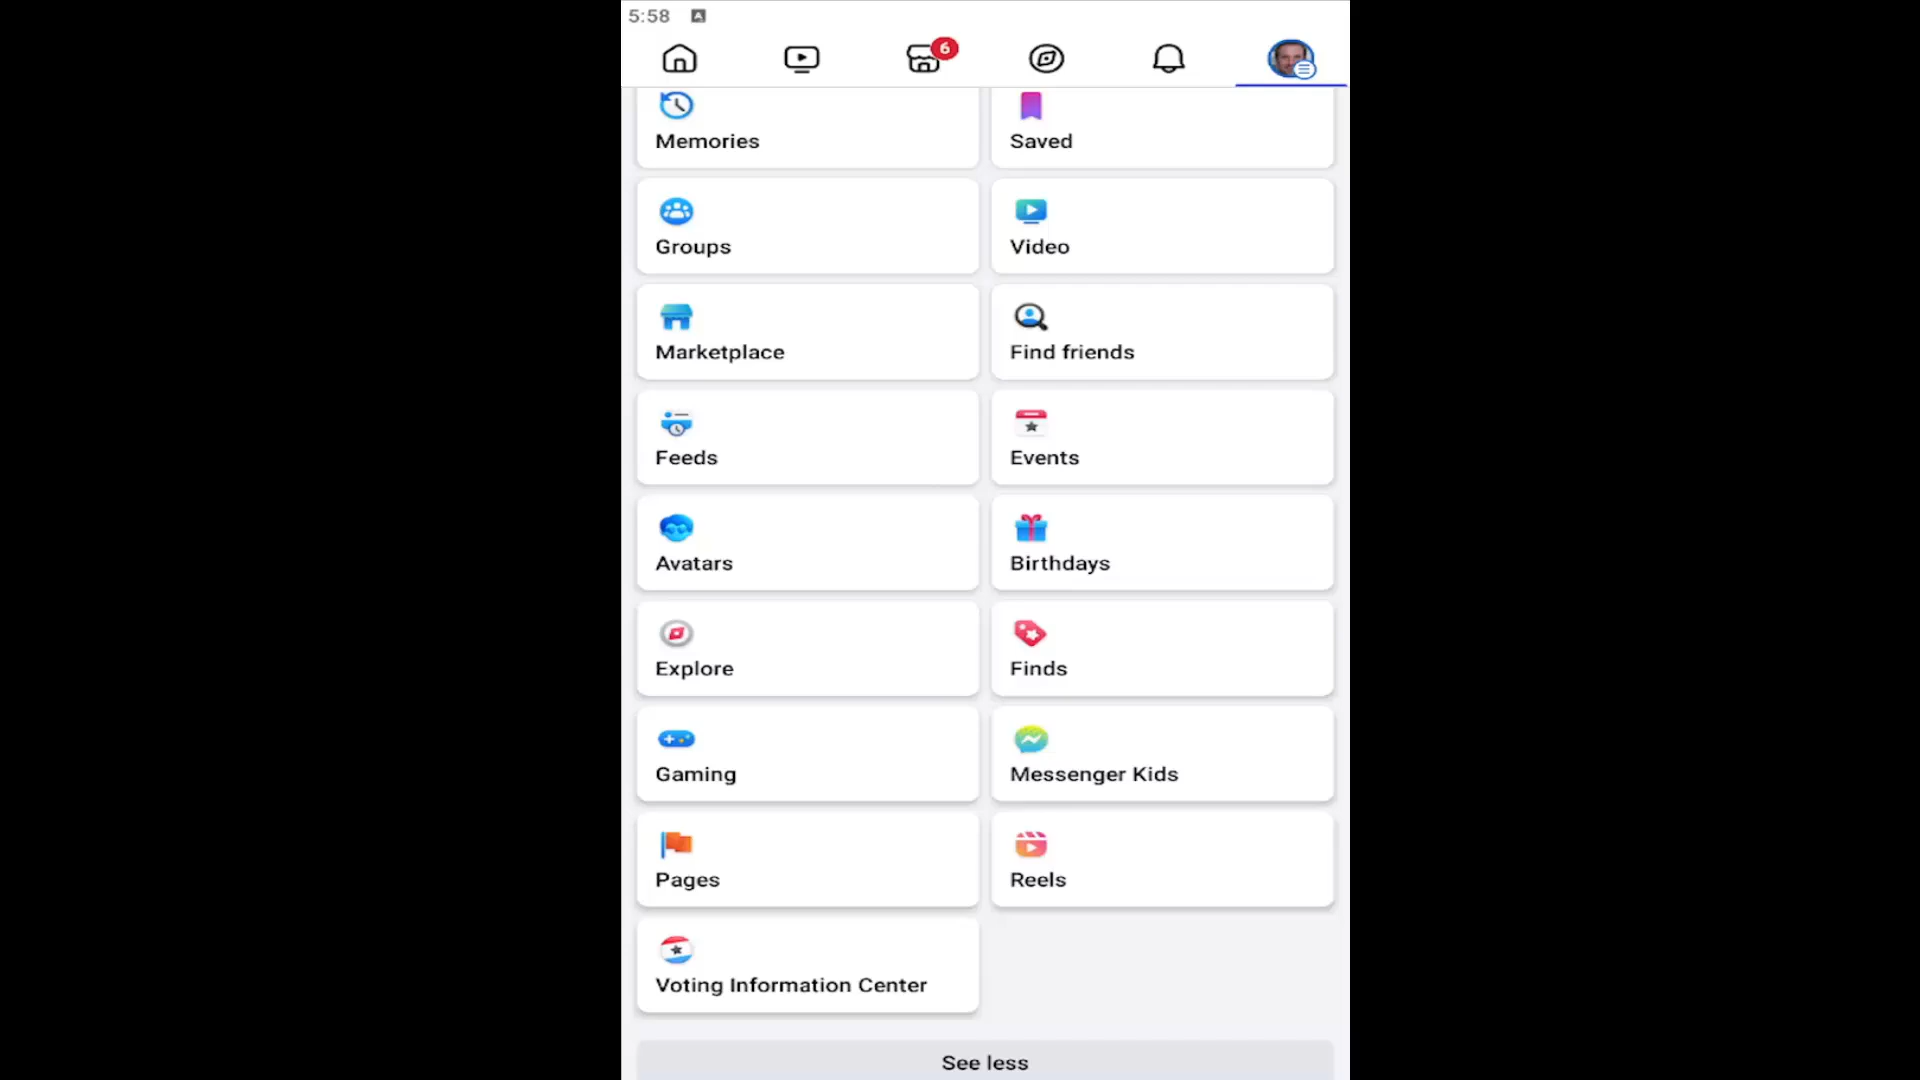 5:58
A
6
Memories
Saved
Groups
Video
Marketplace
Find friends
Feeds
Events
Avatars
Birthdays
Explore
Finds
Gaming
Messenger Kids
Pages
Reels
Voting Information Center
See less